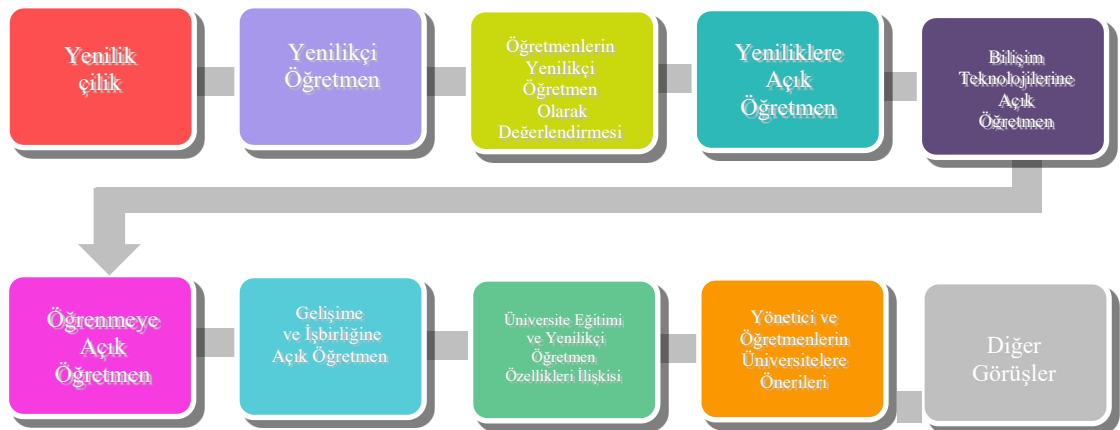 Yenilik
çilik
Yenilikçi
Öğretmen
Öğretmenlerin
Yenilikçi
Öğretmen
Olarak
Değerlendirmesi
Yeniliklere
Açık
Öğretmen
Bilişim
Teknolojilerine
Açık
Öğretmen
Öğrenmeye
Açık
Öğretmen
Gelişime
ve İşbirliğine
Açık Öğretmen
Üniversite Eğitimi
ve Yenilikçi
Öğretmen
Özellikleri İlişkisi
Yönetici ve
Öğretmenlerin
Üniversitelere
Önerileri
Diğer
Görüşler